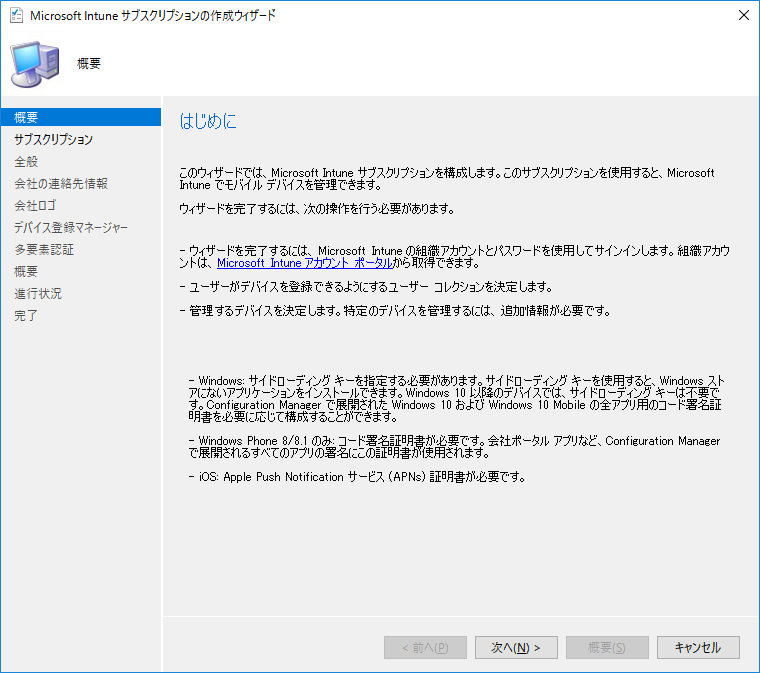 Microsoft Intune サブスクリプションの作成ウィザード
概要
概要
サブスクリプション
全般
会社の連絡先情報
会社ロゴ
デバイス登録マネージャー
多要素認証
概要
進行状況
完了
はじめに
このウィザードでは、Microsoft Intune サブスクリプションを構成します。このサブスクリプションを使用すると、Microsoft
Intune でモバイル デバイスを管理できます。
ウィザードを完了するには、次の操作を行う必要があります。
- ウィザードを完了するには、Microsoft Intune の組織アカウントとパスワードを使用してサインインします。組織アカウ
ントは、Microsoft Intune アカウント ポータルから取得できます。
- ユーザーがデバイスを登録できるようにするユーザー コレクションを決定します。
- 管理するデバイスを決定します。特定のデバイスを管理するには、追加情報が必要です。
- Windows: サイドローディング キーを指定する必要があります。サイドローディング キーを使用すると、Windows スト
アにないアプリケーションをインストールできます。Windows 10 以降のデバイスでは、サイドローディング キーは不要で
す。Configuration Manager で展開された Windows 10 および Windows 10 Mobile の全アプリ用のコード署名証
明書を必要に応じて構成することができます。
- Windows Phone 8/8.1 のみ: コード署名証明書が必要です。会社ポータル アプリなど、Configuration Manager
で展開されるすべてのアプリの署名にこの証明書が使用されます。
- iOS: Apple Push Notification サービス (APNs) 証明書が必要です。
< 前へ(P)
次へ(N) >
概要(S)
キャンセル